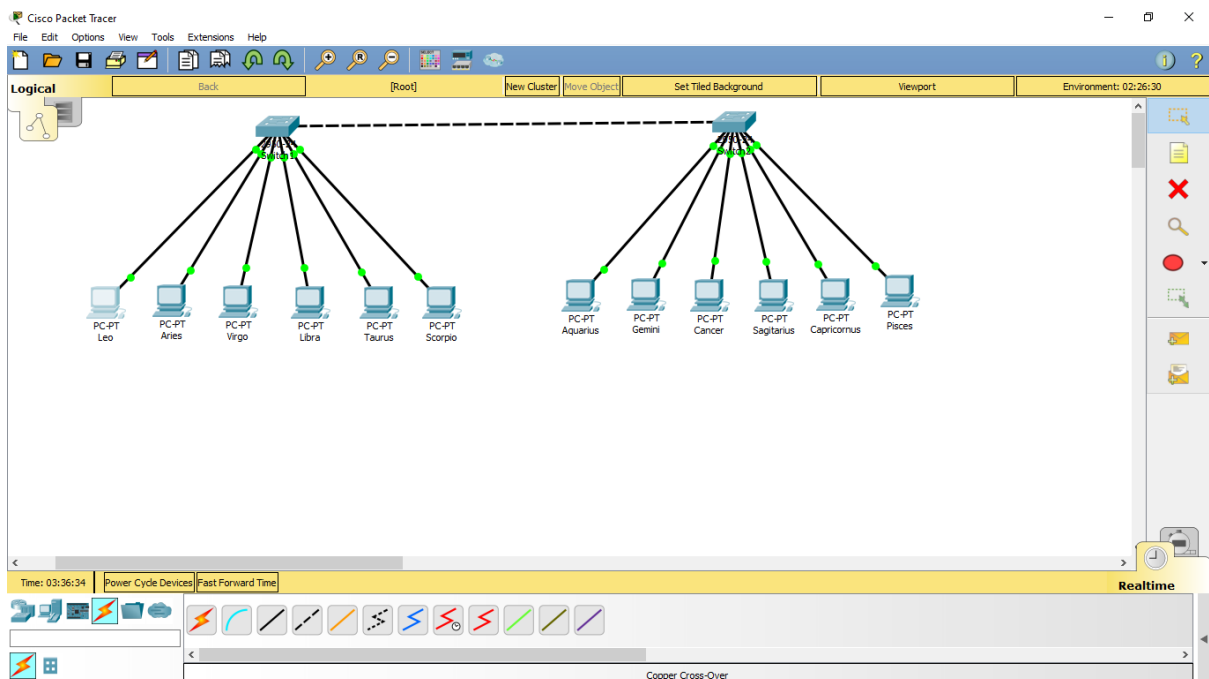 Cisco Packet Tracer
File Edit Options View Tools Extensions Help
Logical Back [Root] New Cluster Move Object Set Tiled Background Viewport Environment: 02:26:30
Switch1 Switch2
PC-PT PC-PT PC-PT PC-PT PC-PT PC-PT PC-PT PC-PT PC-PT PC-PT PC-PT PC-PT
Leo Aries Virgo Libra Taurus Scorpio Aquarius Gemini Cancer Sagitarius Capricornus Pisces
Time: 03:36:34 Power Cycle Devices Fast Forward Time Realtime
Copper Cross-Over